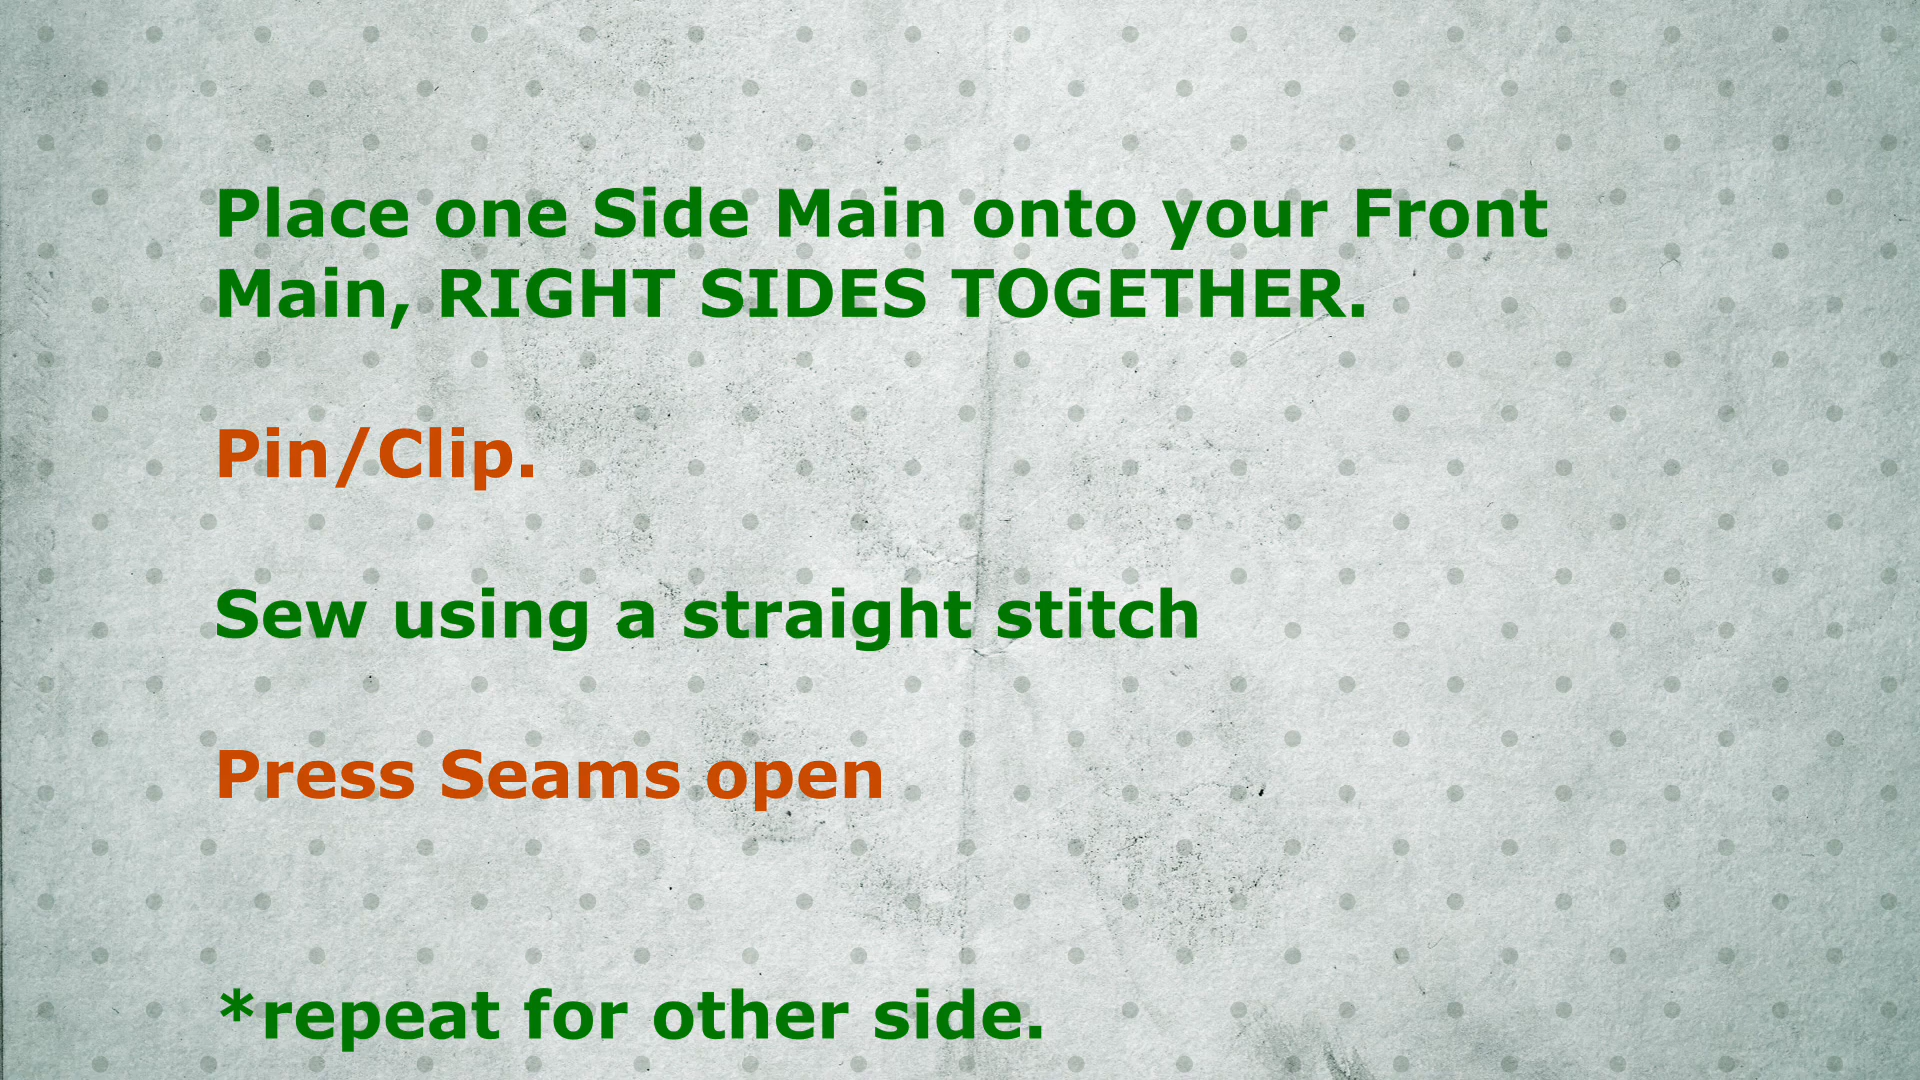 Place one Side Main onto your Front
Main, RIGHT SIDES TOGETHER.
Pin/Clip.
Sew using a straight stitch
Press Seams open
*repeat for other side.